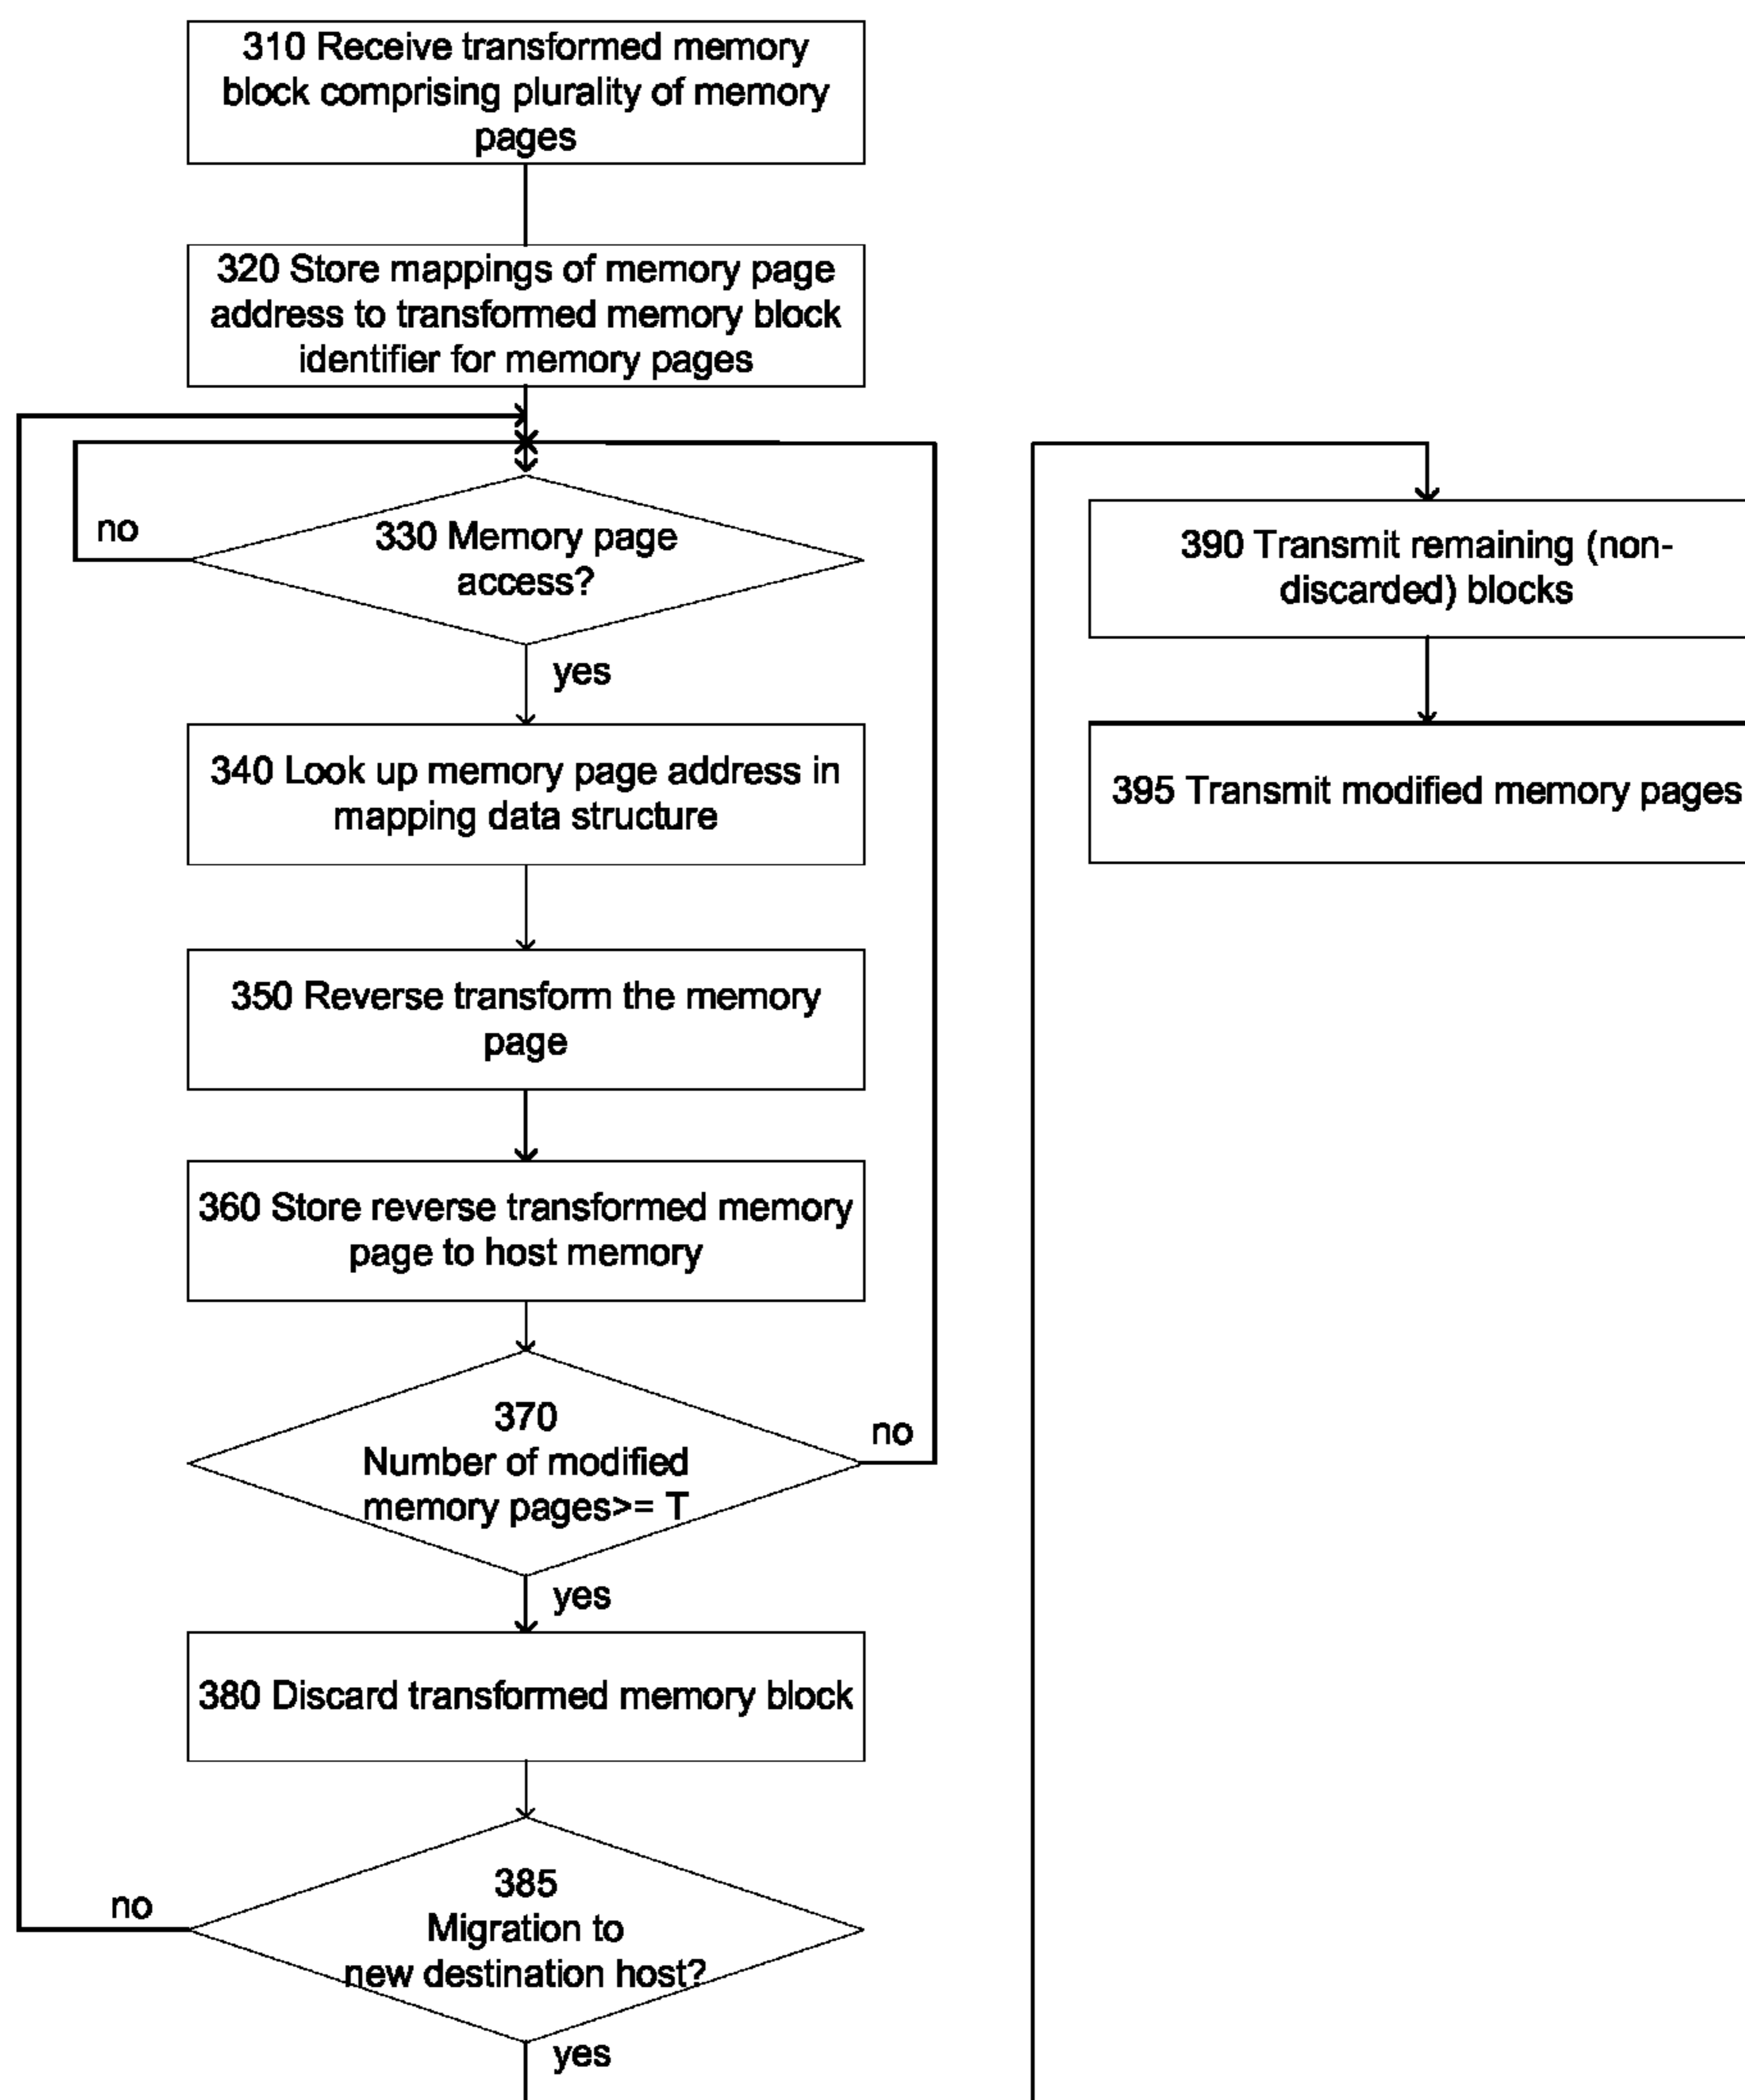 310 Receive transformed memory
block comprising plurality of memory
pages
320 Store mappings of memory page
address to transformed memory block
identifier for memory pages
no
330 Memory page
access?
yes
340 Look up memory page address in
mapping data structure
350 Reverse transform the memory
page
360 Store reverse transformed memory
page to host memory
370
Number of modified
memory pages>= T
no
yes
380 Discard transformed memory block
385
Migration to
new destination host?
no
yes
390 Transmit remaining (non-
discarded) blocks
395 Transmit modified memory pages